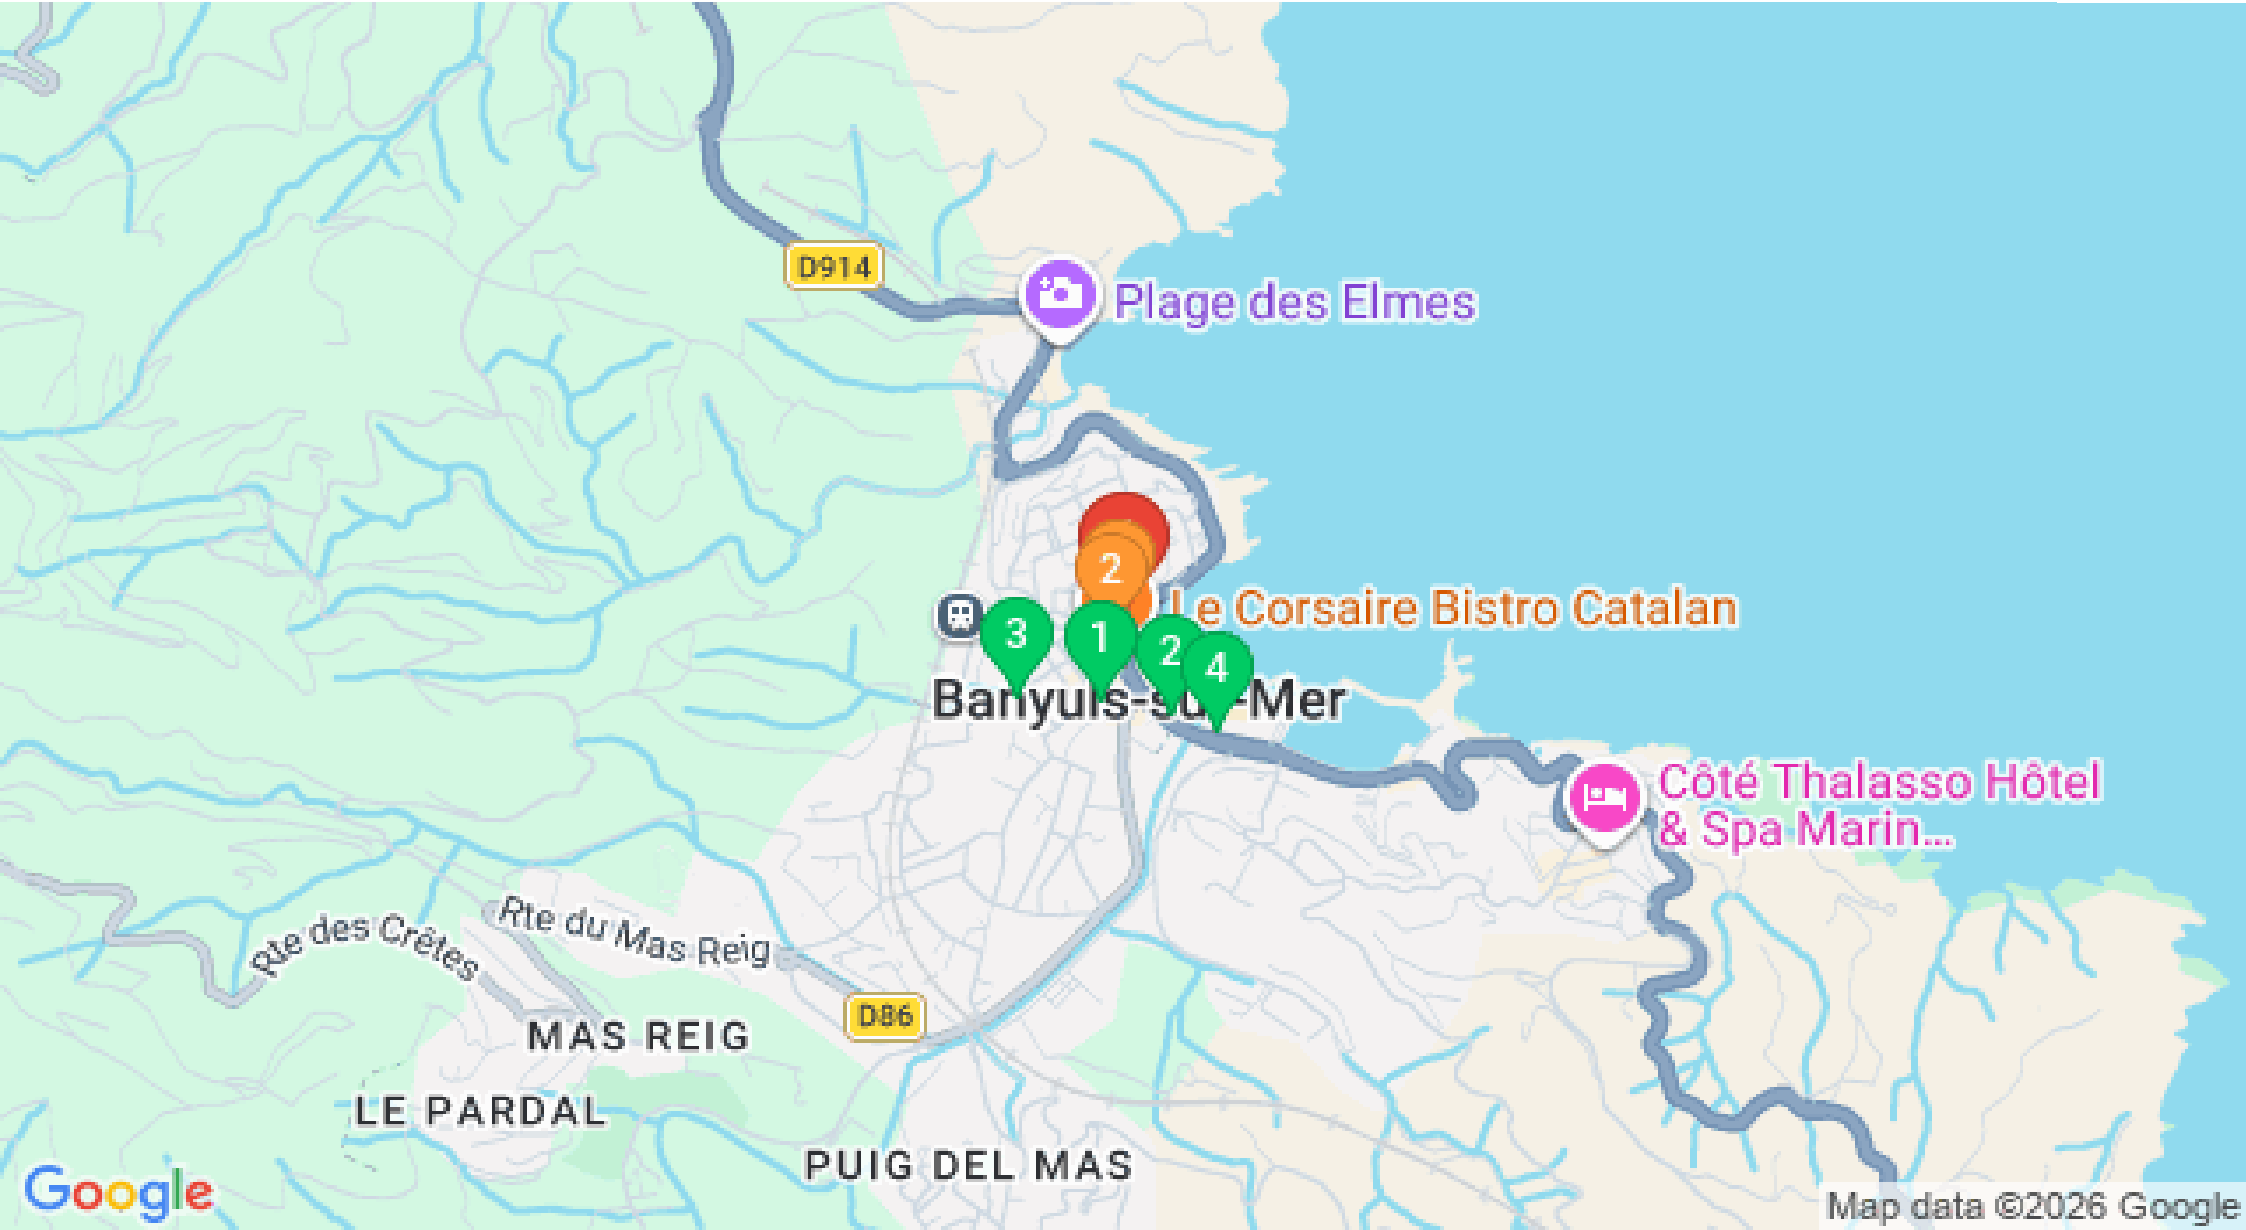 D914
Plage des Elmes
2
Le Corsaire Bistro Catalan
3
1
2
4
Banyuls-sur-Mer
Côté Thalasso Hôtel
& Spa Marin...
Rte du Mas Reig
Rte des Crêtes
D86
MAS REIG
LE PARDAL
PUIG DEL MAS
Google
Map data ©2026 Google